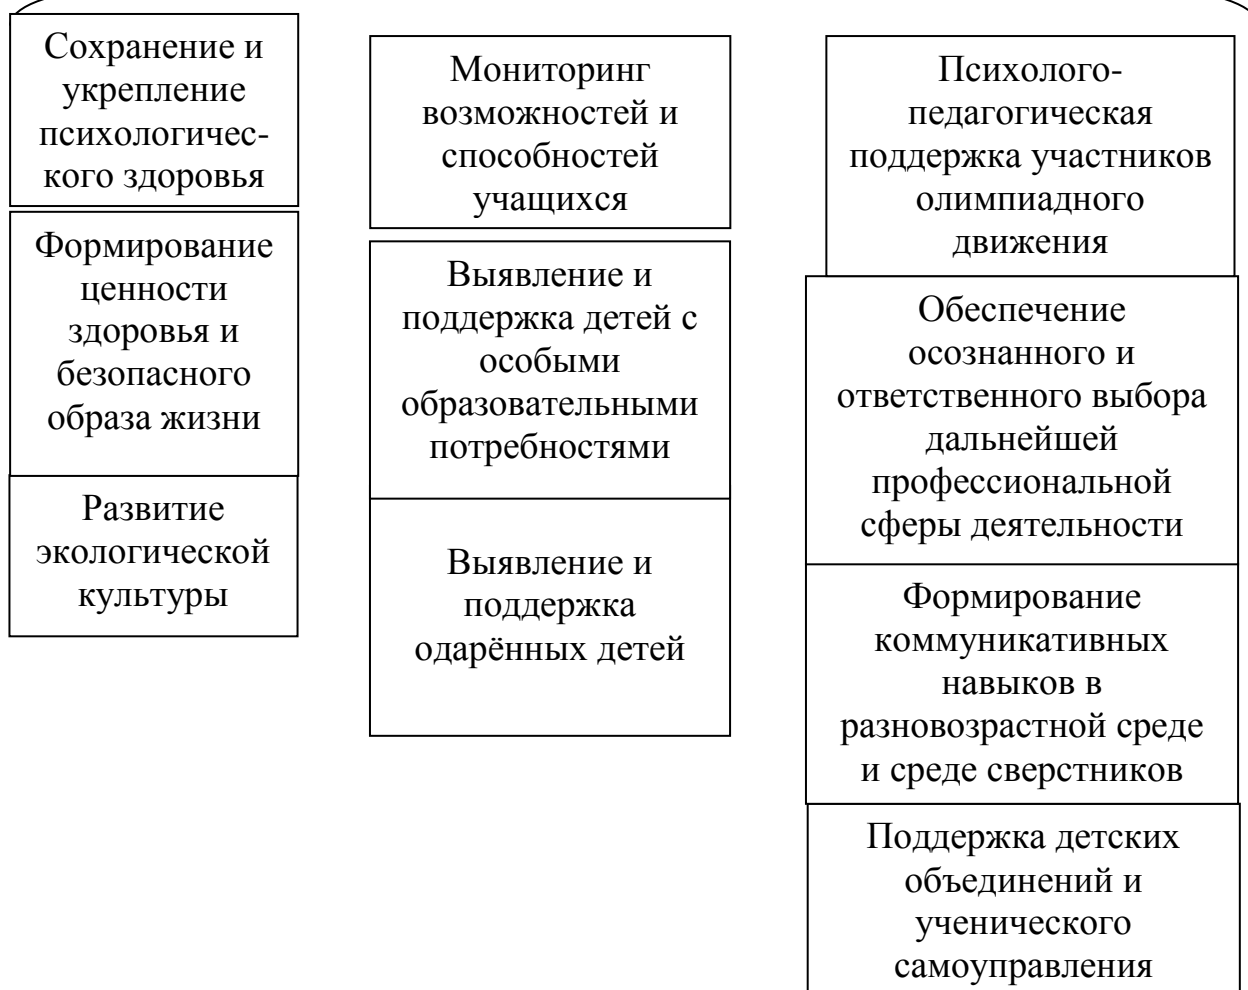 Сохранение и
укрепление
психологичес-
кого здоровья
Формирование
ценности
здоровья и
безопасного
образа жизни
Развитие
экологической
культуры
Мониторинг
возможностей и
способностей
учащихся
Выявление и
поддержка детей с
особыми
образовательными
потребностями
Выявление и
поддержка
одарённых детей
Психолого-
педагогическая
поддержка участников
олимпиадного
движения
Обеспечение
осознанного и
ответственного выбора
дальнейшей
профессиональной
сферы деятельности
Формирование
коммуникативных
навыков в
разновозрастной среде
и среде сверстников
Поддержка детских
объединений и
ученического
самоуправления